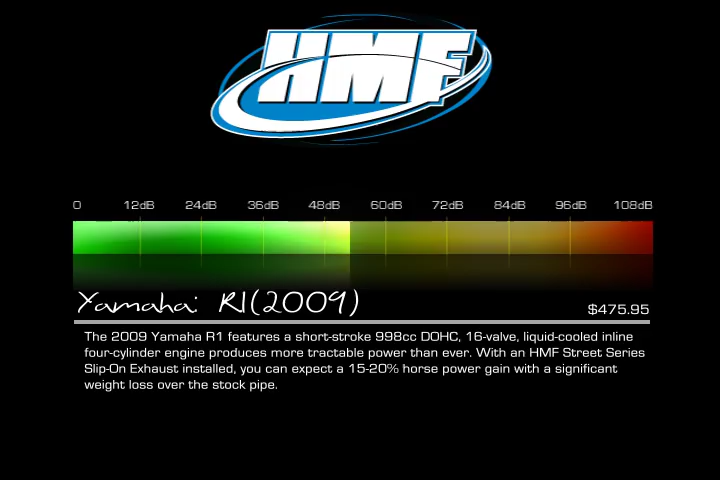 HMF
0 12dB 24dB 36dB 48dB 60dB 72dB 84dB 96dB 108dB
Yamaha: R1(2009)
$475.95
The 2009 Yamaha R1 features a short-stroke 998cc DOHC, 16-valve, liquid-cooled inline
four-cylinder engine produces more tractable power than ever. With an HMF Street Series
Slip-On Exhaust installed, you can expect a 15-20% horse power gain with a significant
weight loss over the stock pipe.